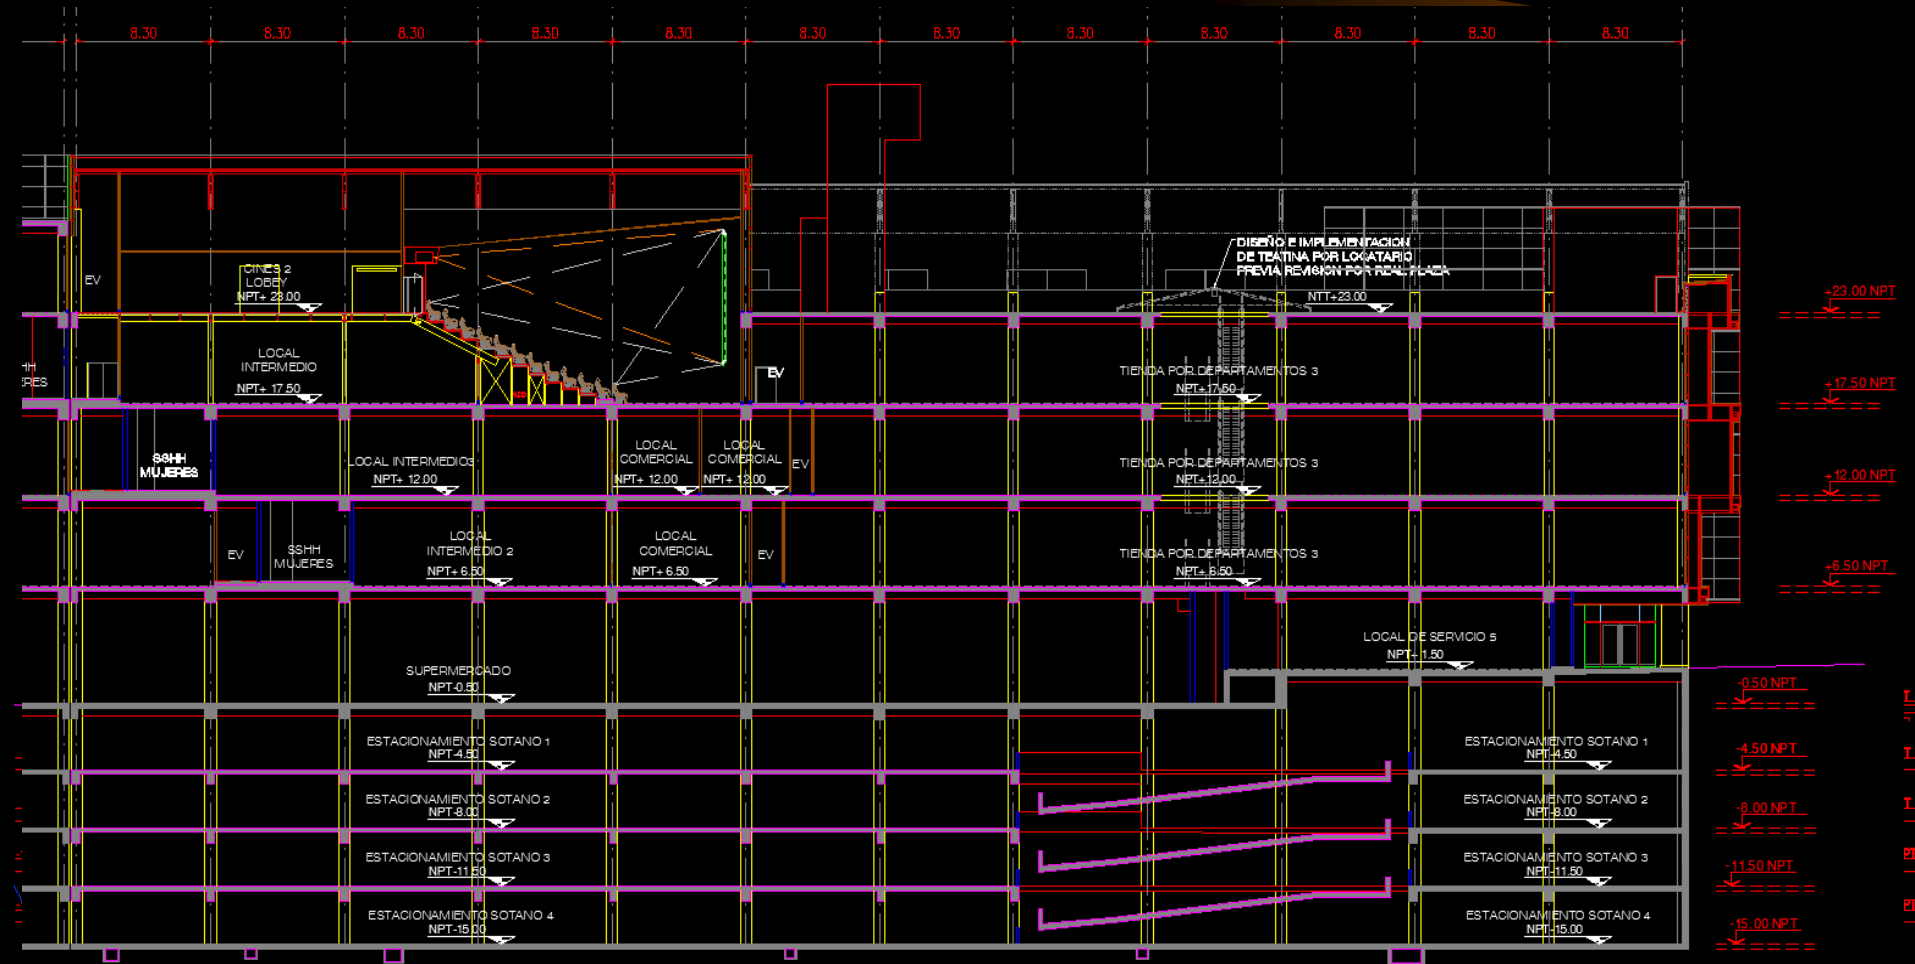 8.30 8.30 8.30 8.30 8.30 8.30 8.30 8.30 8.30 8.30 8.30 8.30
DISEÑO E IMPLEMENTACION
DE TEATINA POR LOCATARIO
PREVIA REVISION POR REAL PLAZA
NTT+23.00
EV
CINES 2
LOBBY
NPT+ 23.00
+23.00 NPT
LOCAL
INTERMEDIO
NPT+ 17.50
EV
TIENDA POR DEPARTAMENTOS 3
NPT+17.50
+17.50 NPT
SSHH
MUJERES
LOCAL INTERMEDIO3
NPT+ 12.00
LOCAL
COMERCIAL
NPT+ 12.00
LOCAL
COMERCIAL
NPT+ 12.00
EV
TIENDA POR DEPARTAMENTOS 3
NPT+12.00
+12.00 NPT
EV
SSHH
MUJERES
LOCAL
INTERMEDIO 2
NPT+ 6.50
LOCAL
COMERCIAL
NPT+ 6.50
EV
TIENDA POR DEPARTAMENTOS 3
NPT+ 6.50
+6.50 NPT
SUPERMERCADO
NPT-0.50
LOCAL DE SERVICIO 5
NPT- 1.50
-0.50 NPT
ESTACIONAMIENTO SOTANO 1
NPT-4.50
ESTACIONAMIENTO SOTANO 1
NPT-4.50
-4.50 NPT
ESTACIONAMIENTO SOTANO 2
NPT-8.00
ESTACIONAMIENTO SOTANO 2
NPT-8.00
-8.00 NPT
ESTACIONAMIENTO SOTANO 3
NPT-11.50
ESTACIONAMIENTO SOTANO 3
NPT-11.50
-11.50 NPT
ESTACIONAMIENTO SOTANO 4
NPT-15.00
ESTACIONAMIENTO SOTANO 4
NPT-15.00
-15.00 NPT